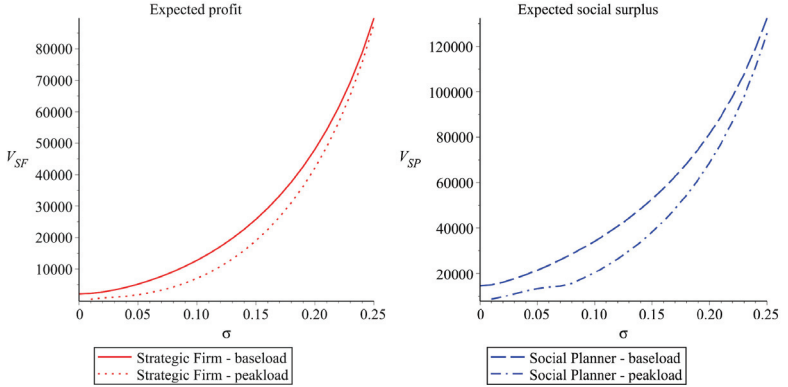 Expected profit
80000
70000
60000
50000
V_SF
40000
30000
20000
10000
0 0.05 0.10 0.15 0.20 0.25
σ
Strategic Firm - baseload
Strategic Firm - peakload
Expected social surplus
120000
100000
80000
V_SP
60000
40000
20000
0 0.05 0.10 0.15 0.20 0.25
σ
Social Planner - baseload
Social Planner - peakload